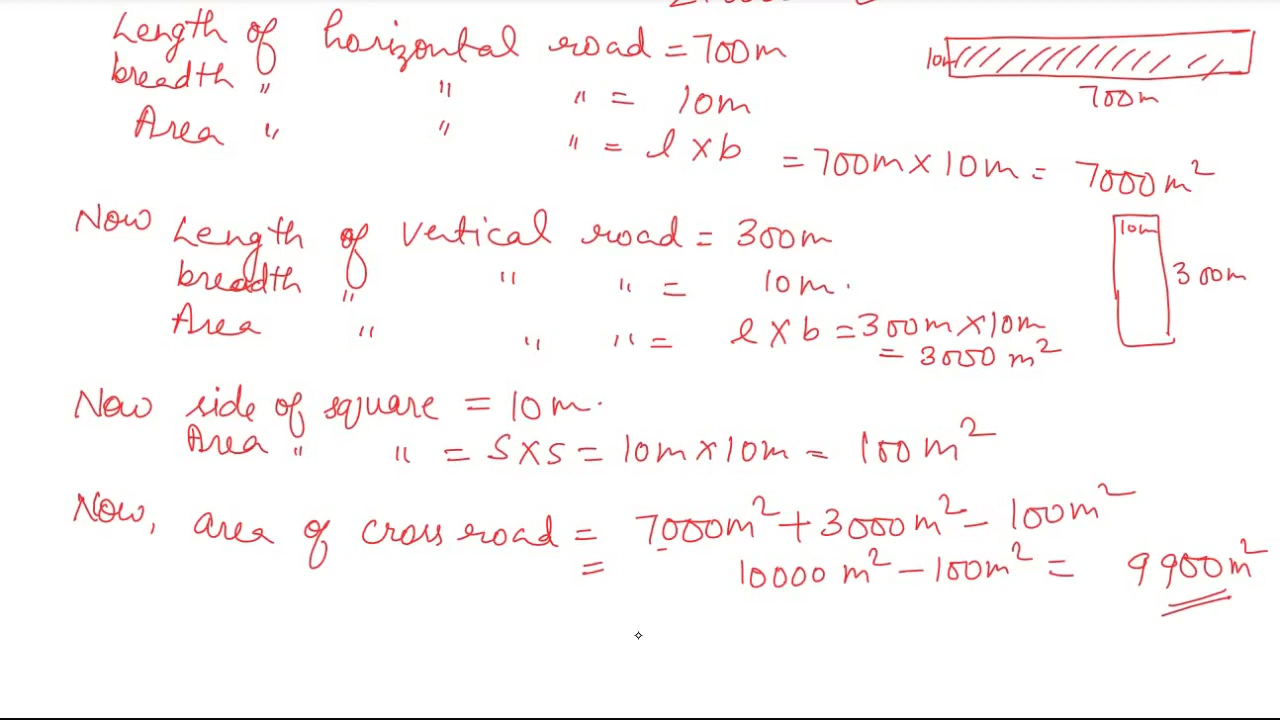 Length of horizontal road = 700m
10m
breadth " " " = 10m
700m
Area " " " = l × b = 700m × 10m = 7000 m²
Now Length of vertical road = 300m
10m
breadth " " " = 10m.
300m
Area " " " = l × b = 300m × 10m
= 3000 m²
Now side of square = 10m.
Area " " = S × S = 10m × 10m = 100 m²
Now, area of cross road = 7000m² + 3000m² - 100m²
= 10000 m² - 100m² = 9900m²